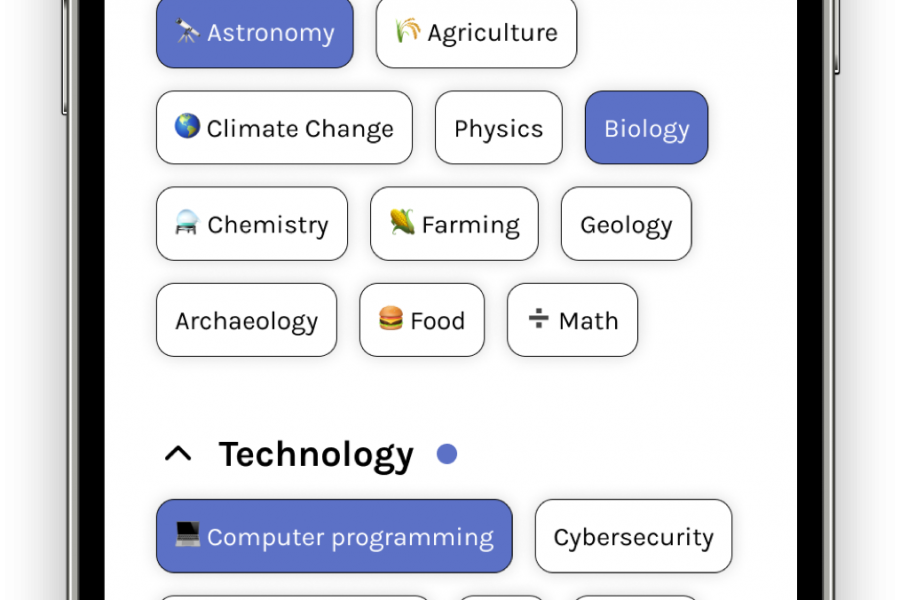 Astronomy Agriculture
Climate Change Physics Biology
Chemistry Farming Geology
Archaeology Food Math
Technology
Computer programming Cybersecurity